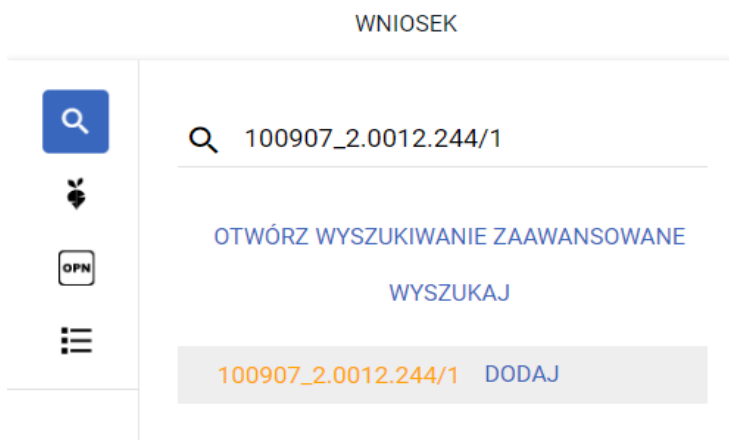 WNIOSEK
100907_2.0012.244/1
OTWÓRZ WYSZUKIWANIE ZAAWANSOWANE
WYSZUKAJ
OPN
100907_2.0012.244/1 DODAJ